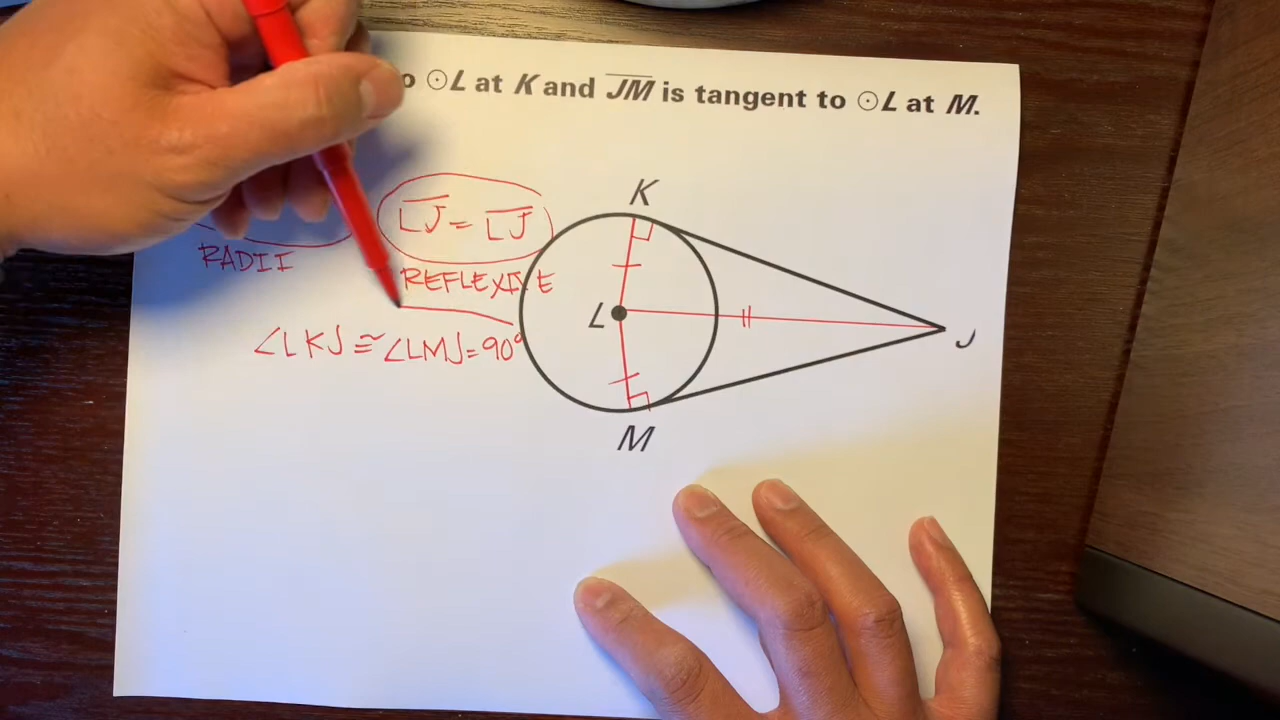 ⊙L at K and JM is tangent to ⊙L at M.
K
LJ = LJ
RADII
REFLEXIVE
L
J
∠LKJ ≅ ∠LMJ = 90°
M